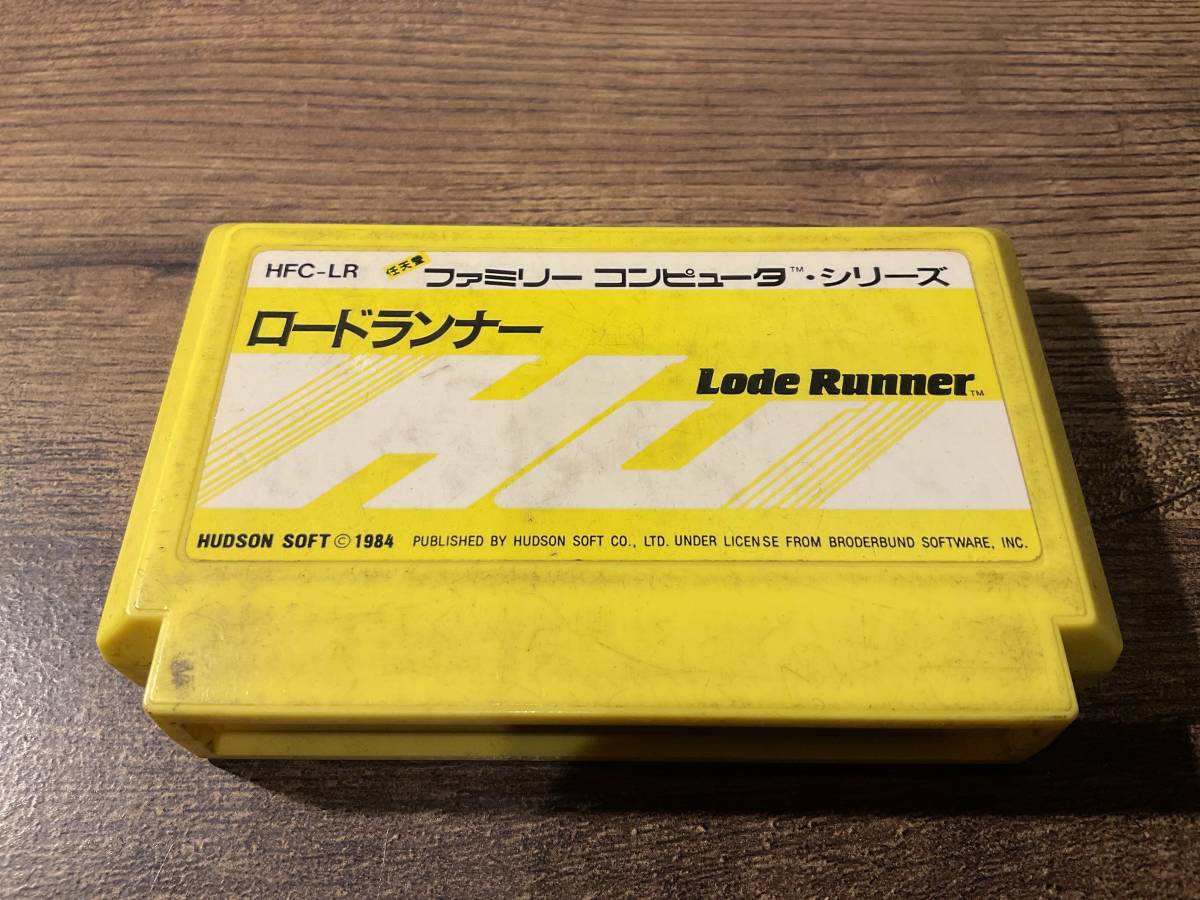 HFC-LR 任天堂 ファミリー コンピュータ™・シリーズ
ロードランナー
Lode Runner™
HUDSON SOFT © 1984 PUBLISHED BY HUDSON SOFT CO., LTD. UNDER LICENSE FROM BRODERBUND SOFTWARE, INC.